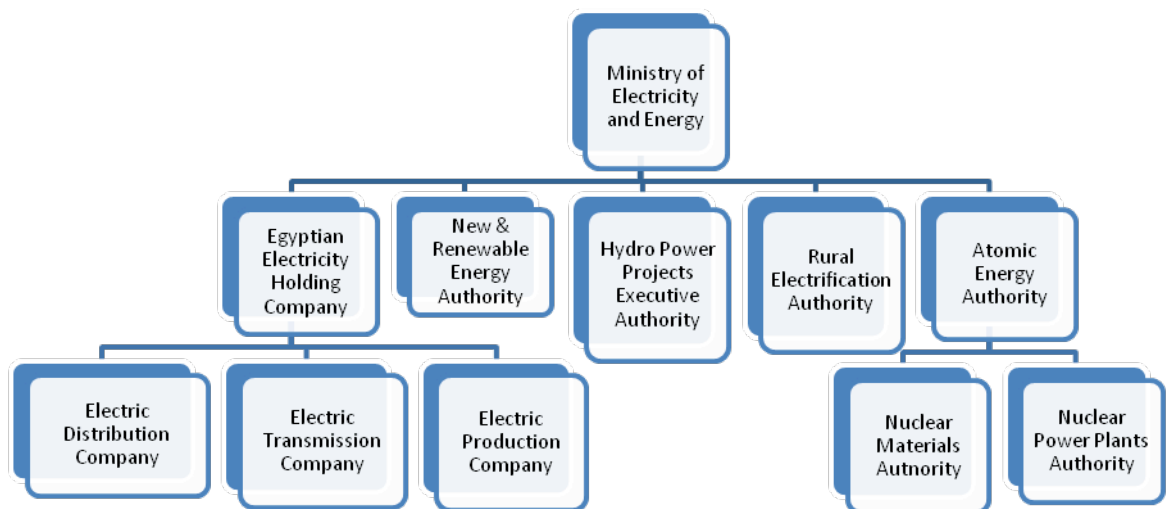 Ministry of
Electricity
and Energy
Egyptian
Electricity
Holding
Company
New &
Renewable
Energy
Authority
Hydro Power
Projects
Executive
Authority
Rural
Electrification
Authority
Atomic
Energy
Authority
Electric
Distribution
Company
Electric
Transmission
Company
Electric
Production
Company
Nuclear
Materials
Autnority
Nuclear
Power Plants
Authority